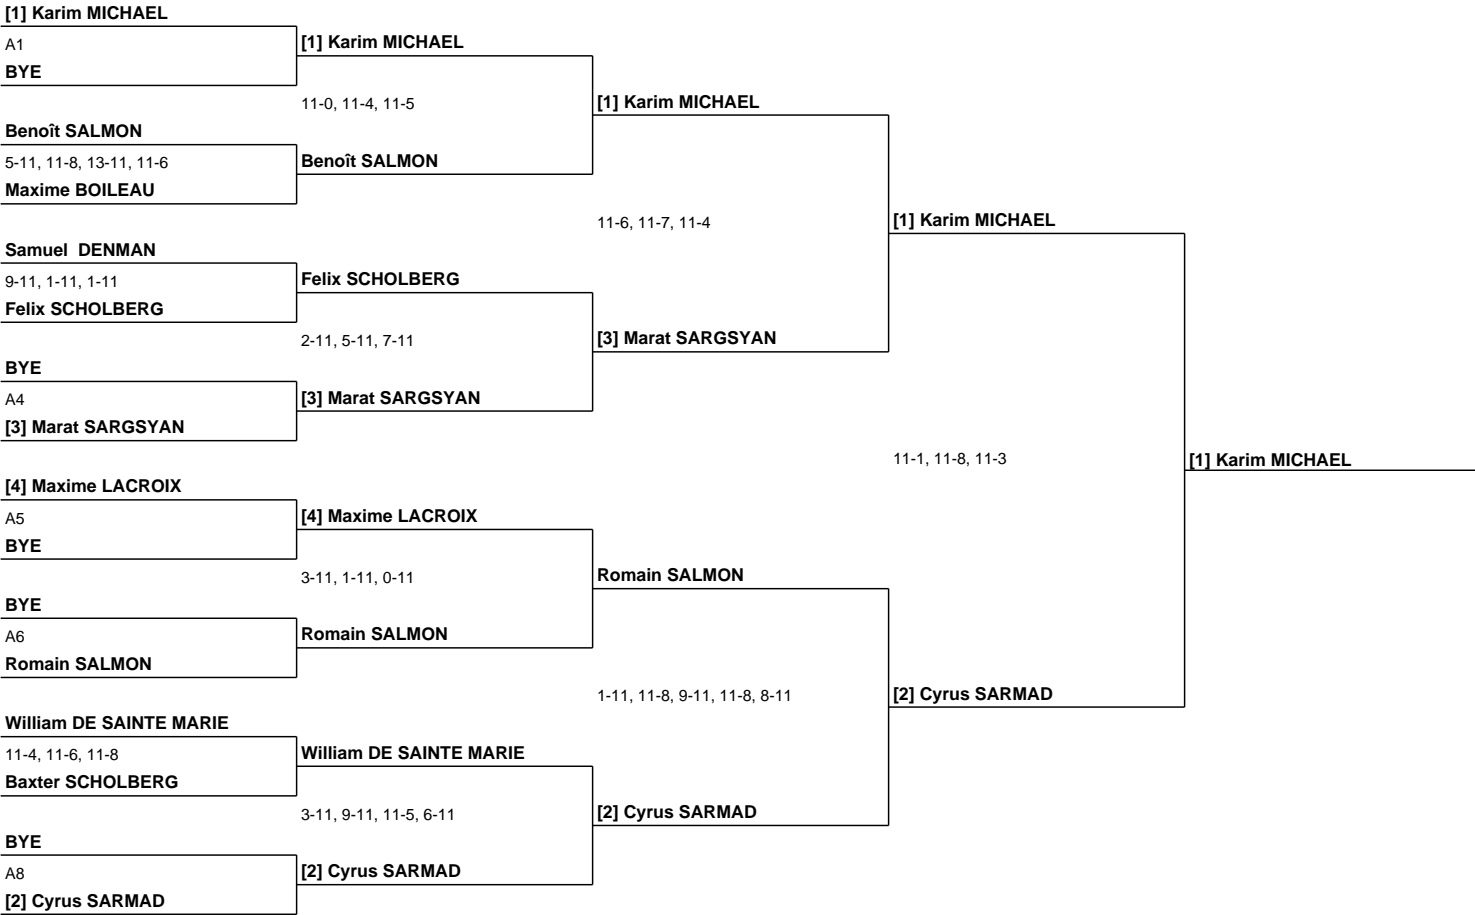 [1] Karim MICHAEL
A1
BYE
[1] Karim MICHAEL
11-0, 11-4, 11-5
Benoît SALMON
5-11, 11-8, 13-11, 11-6
Maxime BOILEAU
Benoît SALMON
[1] Karim MICHAEL
11-6, 11-7, 11-4
Samuel DENMAN
9-11, 1-11, 1-11
Felix SCHOLBERG
Felix SCHOLBERG
2-11, 5-11, 7-11
BYE
A4
[3] Marat SARGSYAN
[3] Marat SARGSYAN
[3] Marat SARGSYAN
[1] Karim MICHAEL
11-1, 11-8, 11-3
[1] Karim MICHAEL
[4] Maxime LACROIX
A5
BYE
[4] Maxime LACROIX
3-11, 1-11, 0-11
BYE
A6
Romain SALMON
Romain SALMON
Romain SALMON
1-11, 11-8, 9-11, 11-8, 8-11
[2] Cyrus SARMAD
William DE SAINTE MARIE
11-4, 11-6, 11-8
Baxter SCHOLBERG
William DE SAINTE MARIE
3-11, 9-11, 11-5, 6-11
BYE
A8
[2] Cyrus SARMAD
[2] Cyrus SARMAD
[2] Cyrus SARMAD